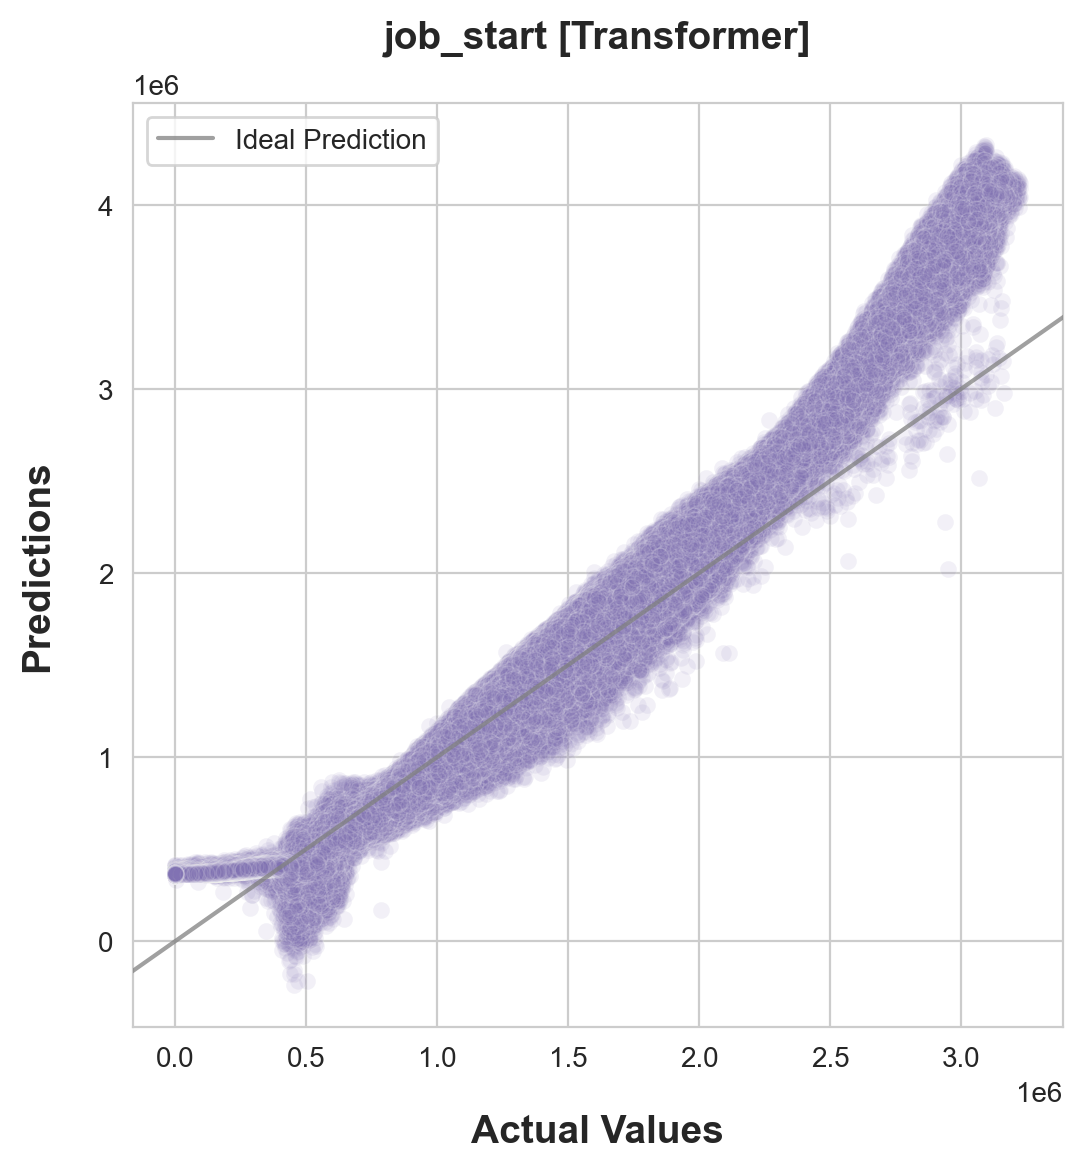 job_start [Transformer]
1e6
Ideal Prediction
4
3
2
1
0
Predictions
0.0 0.5 1.0 1.5 2.0 2.5 3.0
1e6
Actual Values